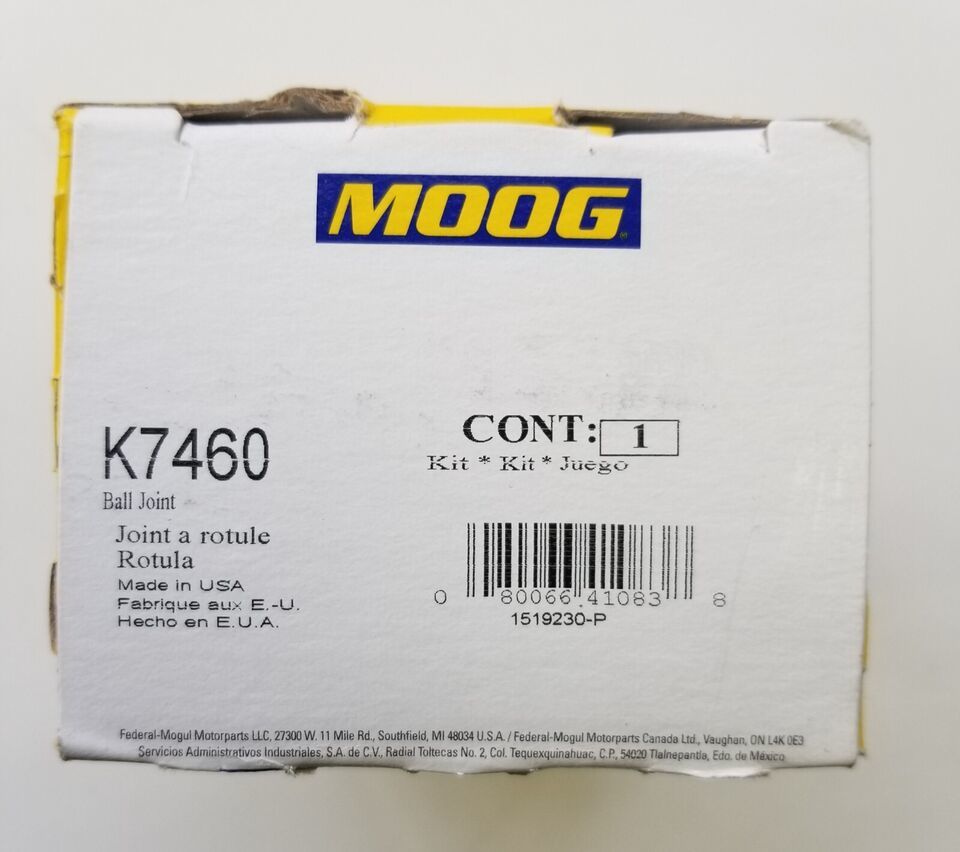 MOOG
K7460
Ball Joint
Joint a rotule
Rotula
Made in USA
Fabrique aux E.-U.
Hecho en E.U.A.
CONT: 1
Kit * Kit * Juego
0 80066 41083 8
1519230-P
Federal-Mogul Motorparts LLC, 27300 W. 11 Mile Rd., Southfield, MI 48034 U.S.A. / Federal-Mogul Motorparts Canada Ltd., Vaughan, ON L4K 0E3
Servicios Administrativos Industriales, S.A. de C.V., Radial Toltecas No. 2, Col. Tequexquinahuac, C.P., 54020 Tlalnepantla, Edo. de México